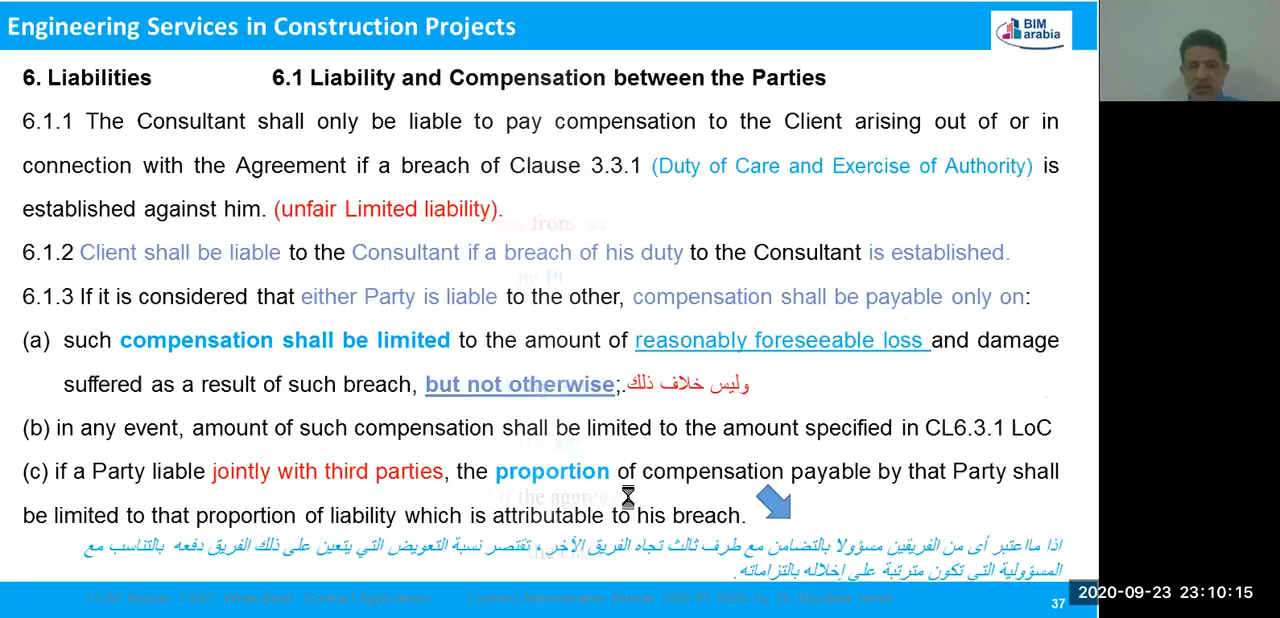 Engineering Services in Construction Projects
BIM
arabia
6. Liabilities 6.1 Liability and Compensation between the Parties
6.1.1 The Consultant shall only be liable to pay compensation to the Client arising out of or in
connection with the Agreement if a breach of Clause 3.3.1 (Duty of Care and Exercise of Authority) is
established against him. (unfair Limited liability).
6.1.2 Client shall be liable to the Consultant if a breach of his duty to the Consultant is established.
6.1.3 If it is considered that either Party is liable to the other, compensation shall be payable only on:
(a) such compensation shall be limited to the amount of reasonably foreseeable loss and damage
suffered as a result of such breach, but not otherwise;.وليس خلاف ذلك
(b) in any event, amount of such compensation shall be limited to the amount specified in CL6.3.1 LoC
(c) if a Party liable jointly with third parties, the proportion of compensation payable by that Party shall
be limited to that proportion of liability which is attributable to his breach.
اذا مااعتبر أى من الفريقين مسؤولا بالتضامن مع طرف ثالث تجاه الفريق الآخر ، تقتصر نسبة التعويض التي يتعين على ذلك الفريق دفعه بالتناسب مع
المسؤولية التي تكون مترتبة على إخلاله بالتزاماته.
37
2020-09-23 23:10:15